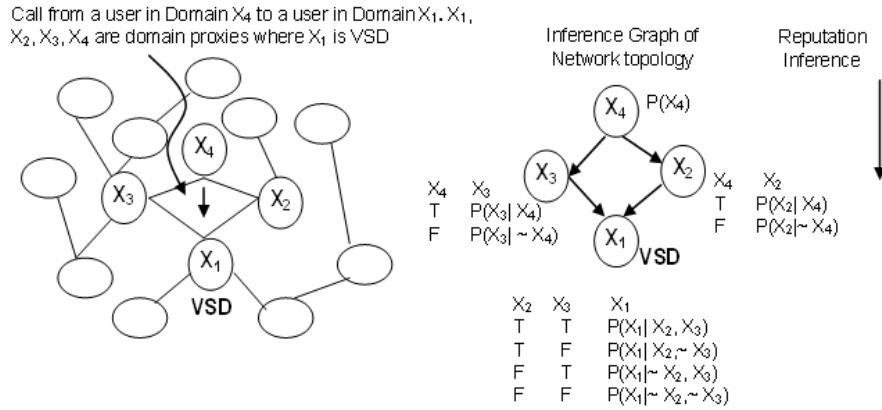 Call from a user in Domain X4 to a user in Domain X1. X1,
X2, X3, X4 are domain proxies where X1 is VSD
Inference Graph of
Network topology
Reputation
Inference
X4
X3
X2
X1
VSD
X4 P(X4)
X3
X2
X1
VSD
X4 X3
T P(X3| X4)
F P(X3| ~ X4)
X4 X2
T P(X2| X4)
F P(X2|~ X4)
X2 X3 X1
T T P(X1| X2, X3)
T F P(X1| X2,~ X3)
F T P(X1|~ X2, X3)
F F P(X1|~ X2,~ X3)